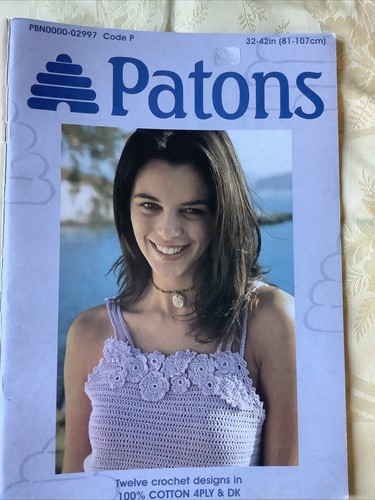 PBN0000-02997 Code P
32-42in (81-107cm)
Patons
Twelve crochet designs in
100% COTTON 4PLY & DK